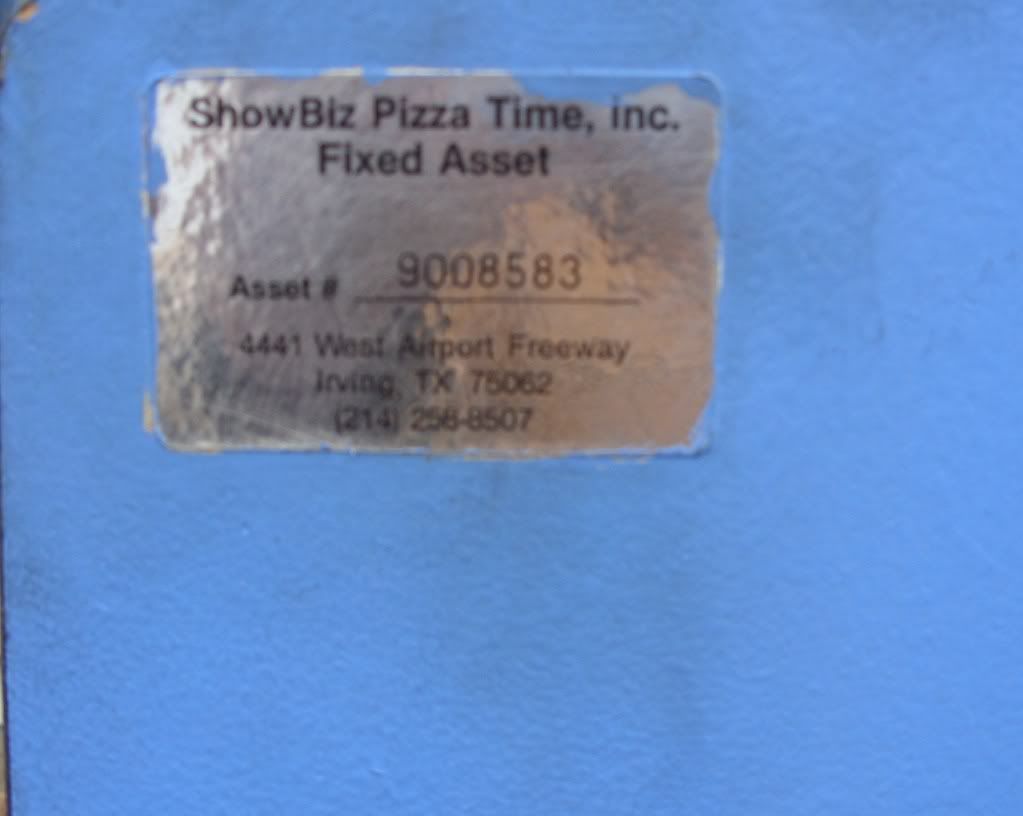 ShowBiz Pizza Time, inc.
Fixed Asset
Asset # 9008583
4441 West Airport Freeway
Irving, TX 75062
(214) 258-8507